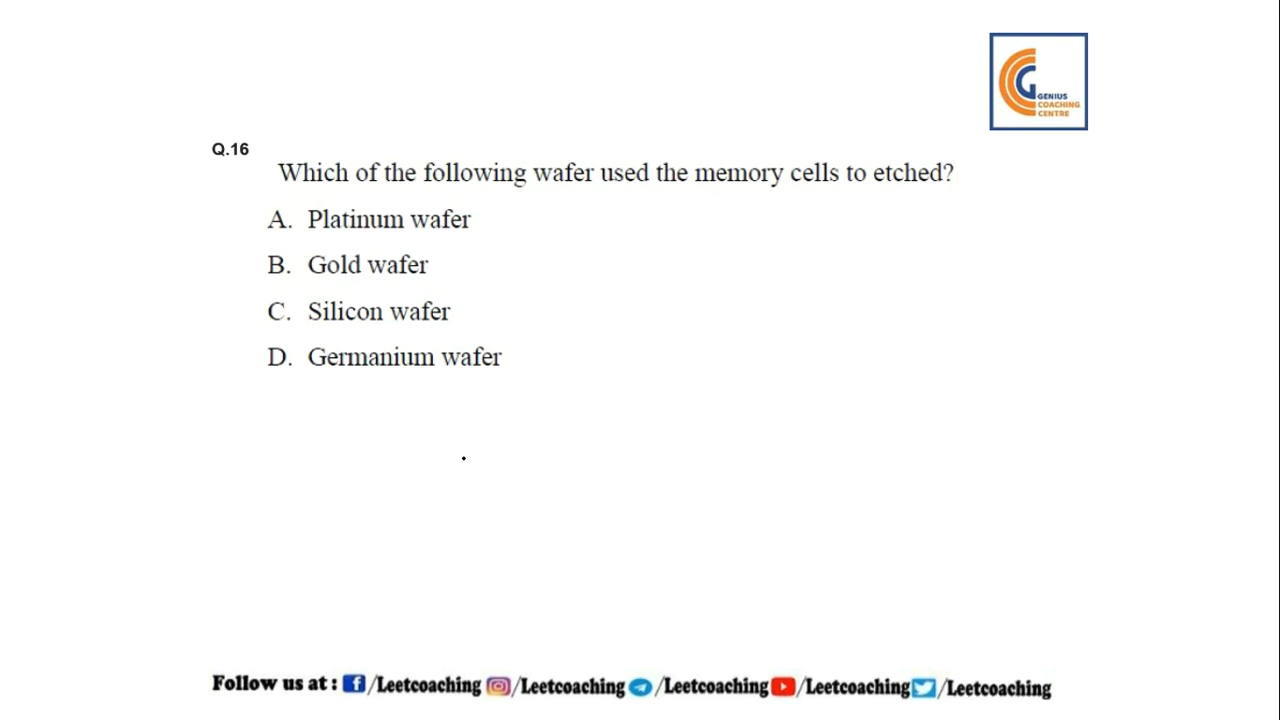 GENIUS
COACHING
CENTRE
Q.16
Which of the following wafer used the memory cells to etched?
A. Platinum wafer
B. Gold wafer
C. Silicon wafer
D. Germanium wafer
Follow us at : /Leetcoaching /Leetcoaching /Leetcoaching /Leetcoaching /Leetcoaching